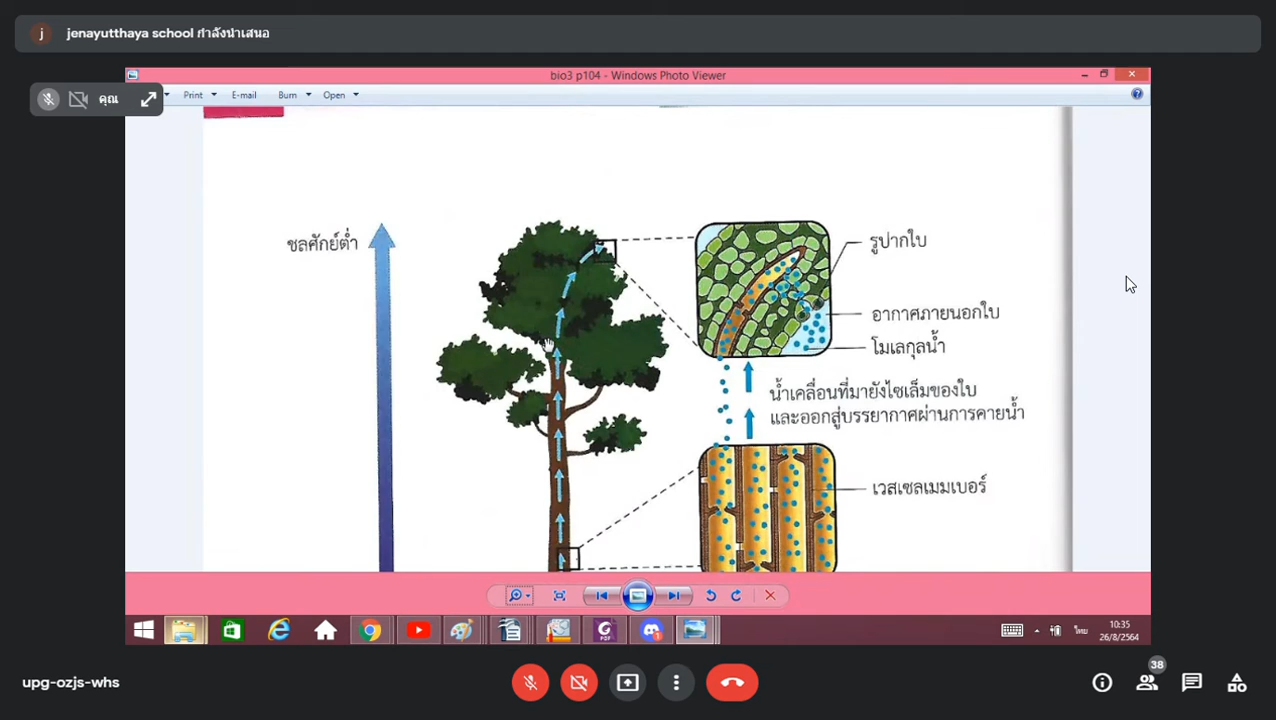 j jenayutthaya school กำลังนำเสนอ
bio3 p104 - Windows Photo Viewer
คุณ
Print E-mail Burn Open
ชลศักย์ต่ำ
รูปากใบ
อากาศภายนอกใบ
โมเลกุลน้ำ
น้ำเคลื่อนที่มายังไซเล็มของใบ
และออกสู่บรรยากาศผ่านการคายน้ำ
เวสเซลเมมเบอร์
ไทย
10:35
26/8/2564
upg-ozjs-whs
38